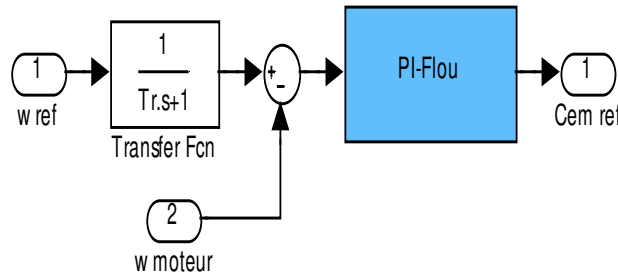 1
w ref
1
Tr.s+1
Transfer Fcn
+
-
PI-Flou
1
Cem ref
2
w moteur